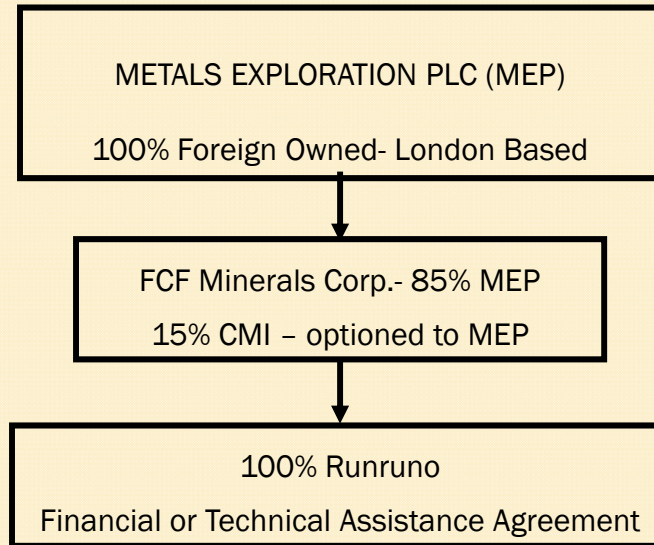 METALS EXPLORATION PLC (MEP)
100% Foreign Owned- London Based
FCF Minerals Corp.- 85% MEP
15% CMI – optioned to MEP
100% Runruno
Financial or Technical Assistance Agreement